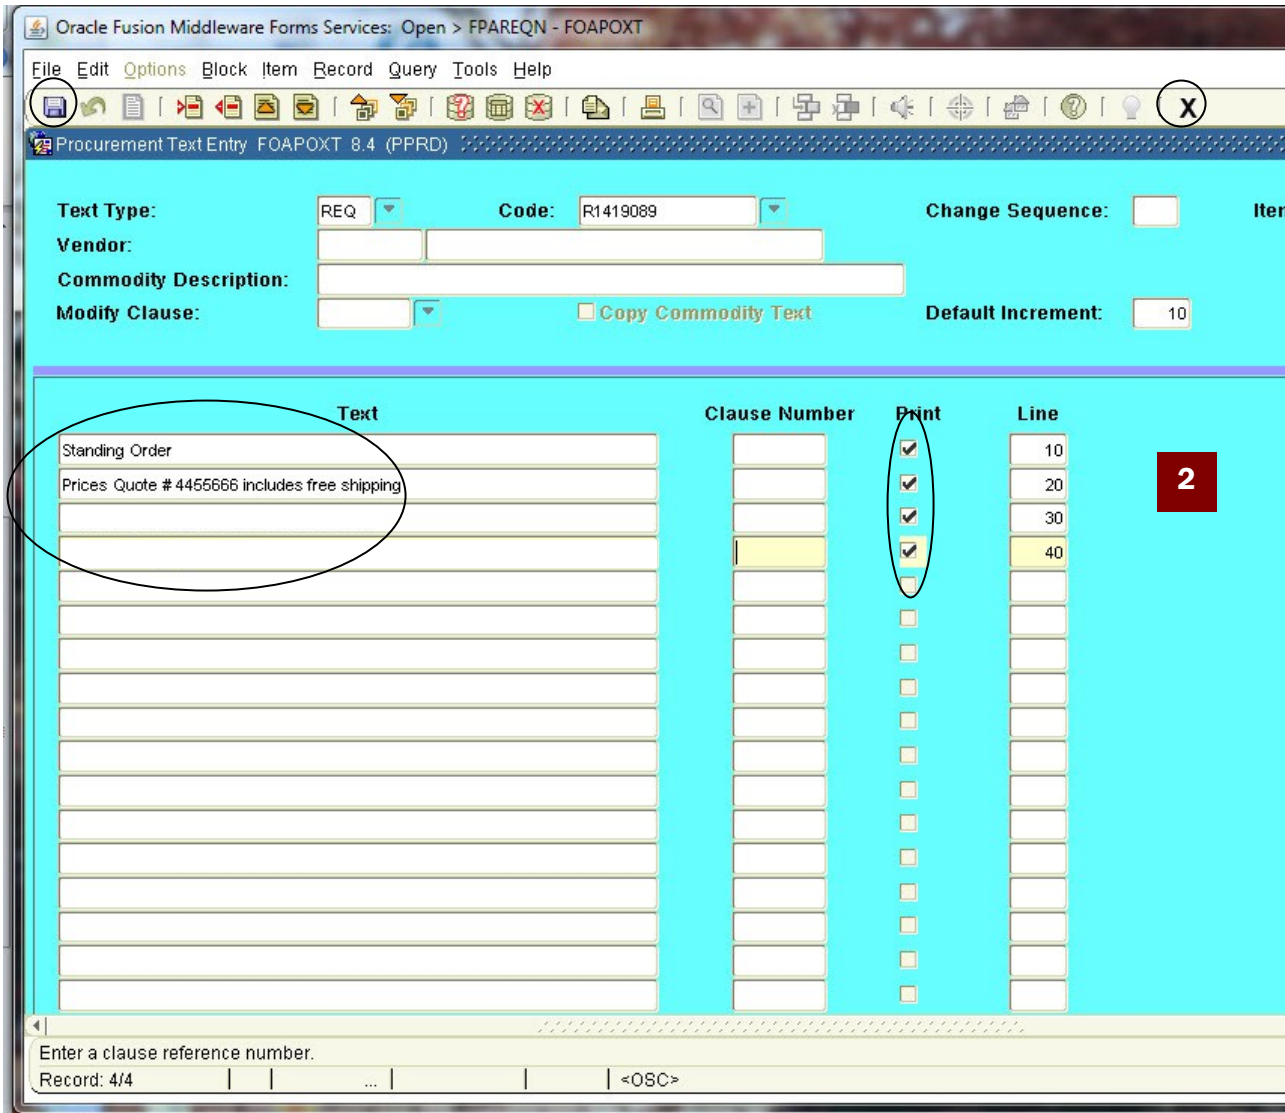 Oracle Fusion Middleware Forms Services: Open > FPAREQN - FOAPOXT
File Edit Options Block Item Record Query Tools Help
X
Procurement Text Entry FOAPOXT 8.4 (PPRD)
Text Type: REQ Code: R1419089 Change Sequence: Iter
Vendor:
Commodity Description:
Modify Clause: Copy Commodity Text Default Increment: 10
Text Clause Number Print Line
Standing Order 10
Prices Quote # 4455666 includes free shipping 20
30
40
2
Enter a clause reference number.
Record: 4/4 ... <OSC>